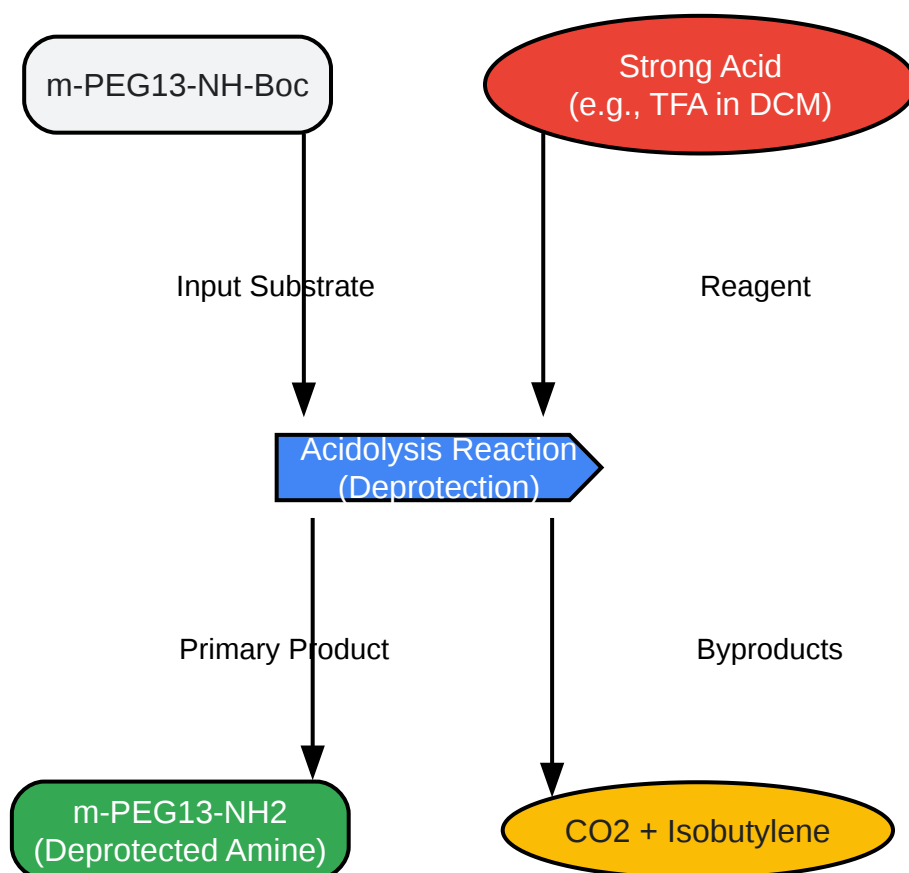 m-PEG13-NH-Boc
Strong Acid
(e.g., TFA in DCM)
Input Substrate
Reagent
Acidolysis Reaction
(Deprotection)
Primary Product
Byproducts
m-PEG13-NH2
(Deprotected Amine)
CO2 + Isobutylene